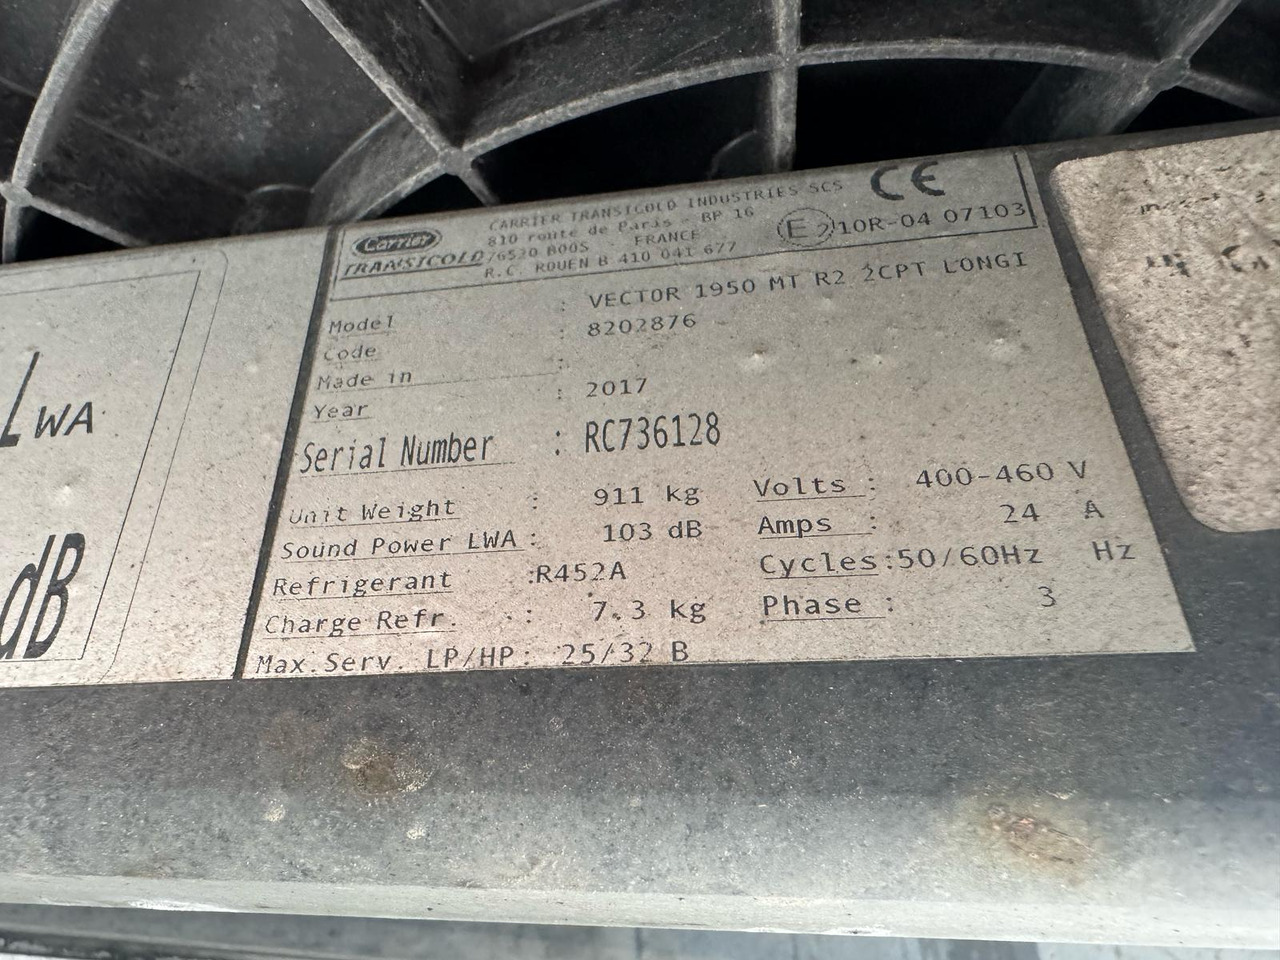 LWA
dB
Carrier
TRANSICOLD
CARRIER TRANSICOLD INDUSTRIES SCS
810 route de Paris - BP 16
76520 BOOS - FRANCE
R.C. ROUEN B 410 041 677
CE
E2 10R-04 07103
Model : VECTOR 1950 MT R2 2CPT LONGI
Code : 8202876
Made in :
Year : 2017
Serial Number : RC736128
Unit Weight : 911 kg
Sound Power LWA : 103 dB
Refrigerant :R452A
Charge Refr. : 7.3 kg
Max.Serv. LP/HP: 25/32 B
Volts : 400-460 V
Amps : 24 A
Cycles:50/60Hz Hz
Phase : 3